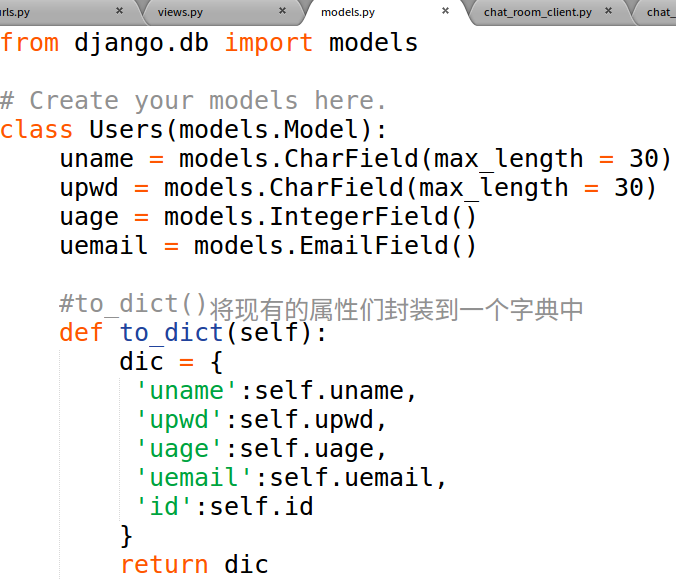 rls.py × views.py × models.py × chat_room_client.py × chat_
from django.db import models
# Create your models here.
class Users(models.Model):
    uname = models.CharField(max_length = 30)
    upwd = models.CharField(max_length = 30)
    uage = models.IntegerField()
    uemail = models.EmailField()
    #to_dict()将现有的属性们封装到一个字典中
    def to_dict(self):
        dic = {
         'uname':self.uname,
         'upwd':self.upwd,
         'uage':self.uage,
         'uemail':self.uemail,
         'id':self.id
        }
        return dic